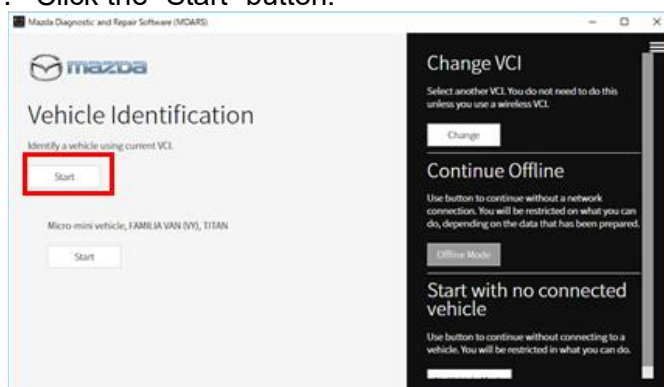 Click the "Start" button.
Mazda Diagnostic and Repair Software (MDARS)
mazda
Vehicle Identification
Identify a vehicle using current VCI.
Start
Micro-mini vehicle, FAMILIA VAN (VY), TITAN
Start
Change VCI
Select another VCI. You do not need to do this
unless you use a wireless VCI.
Change
Continue Offline
Use button to continue without a network
connection. You will be restricted on what you can
do, depending on the data that has been prepared.
Offline Mode
Start with no connected
vehicle
Use button to continue without connecting to a
vehicle. You will be restricted in what you can do.